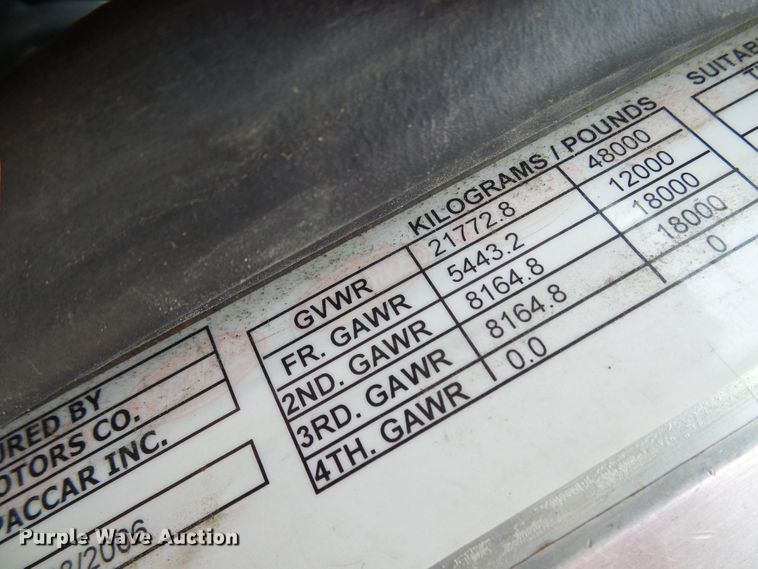 SUITAB
KILOGRAMS / POUNDS
GVWR 21772.8 48000
FR. GAWR 5443.2 12000
2ND. GAWR 8164.8 18000
3RD. GAWR 8164.8 18000
4TH. GAWR 0.0 0
URED BY
OTORS CO.
PACCAR INC.
/2006
Purple Wave Auction